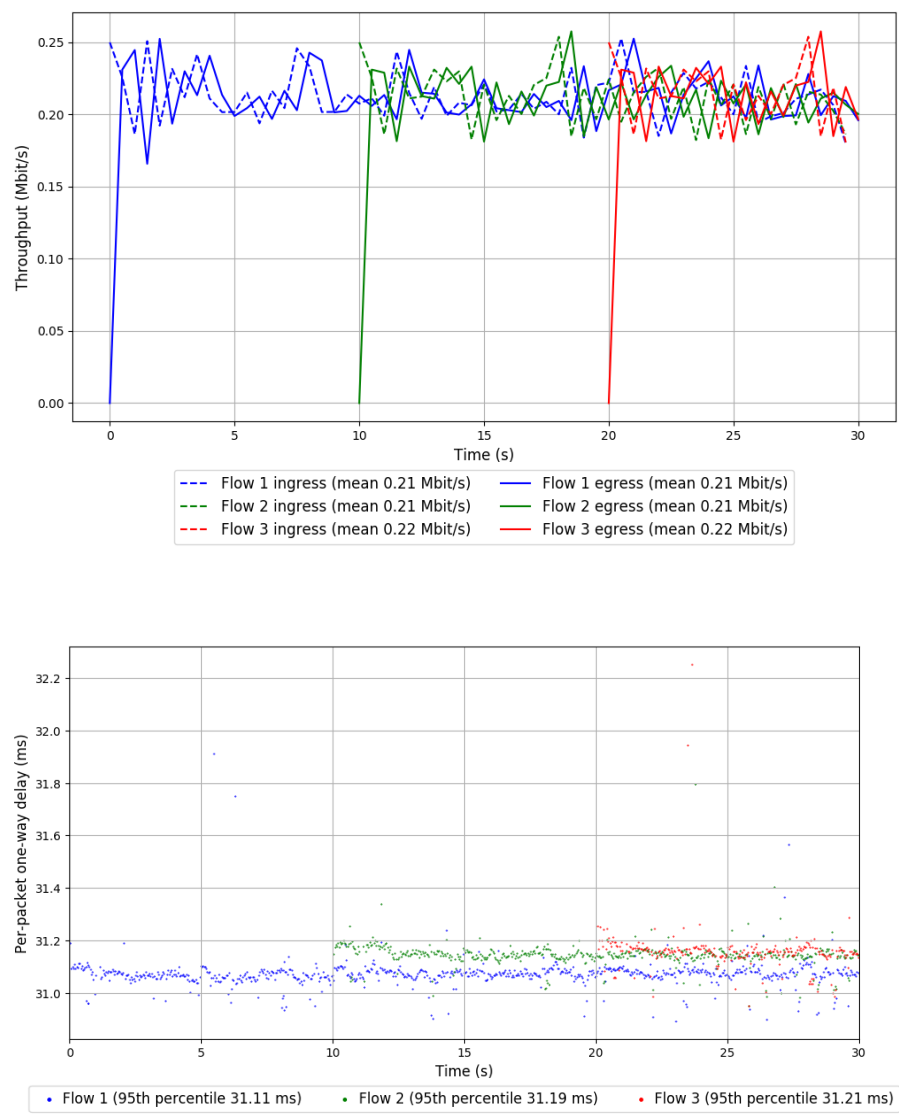 0.25
0.20
0.15
0.10
0.05
0.00
Throughput (Mbit/s)
0 5 10 15 20 25 30
Time (s)
Flow 1 ingress (mean 0.21 Mbit/s) Flow 1 egress (mean 0.21 Mbit/s)
Flow 2 ingress (mean 0.21 Mbit/s) Flow 2 egress (mean 0.21 Mbit/s)
Flow 3 ingress (mean 0.22 Mbit/s) Flow 3 egress (mean 0.22 Mbit/s)
32.2
32.0
31.8
31.6
31.4
31.2
31.0
Per-packet one-way delay (ms)
0 5 10 15 20 25 30
Time (s)
Flow 1 (95th percentile 31.11 ms) Flow 2 (95th percentile 31.19 ms) Flow 3 (95th percentile 31.21 ms)